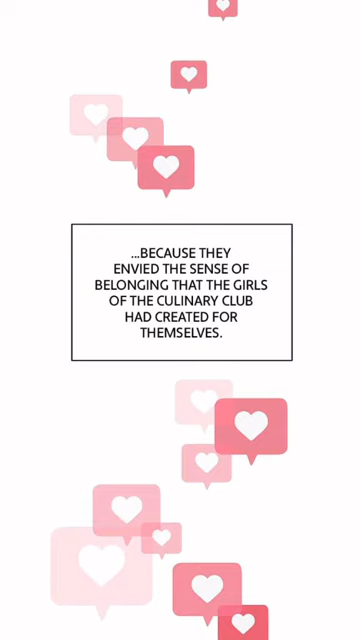 ...BECAUSE THEY
ENVIED THE SENSE OF
BELONGING THAT THE GIRLS
OF THE CULINARY CLUB
HAD CREATED FOR
THEMSELVES.